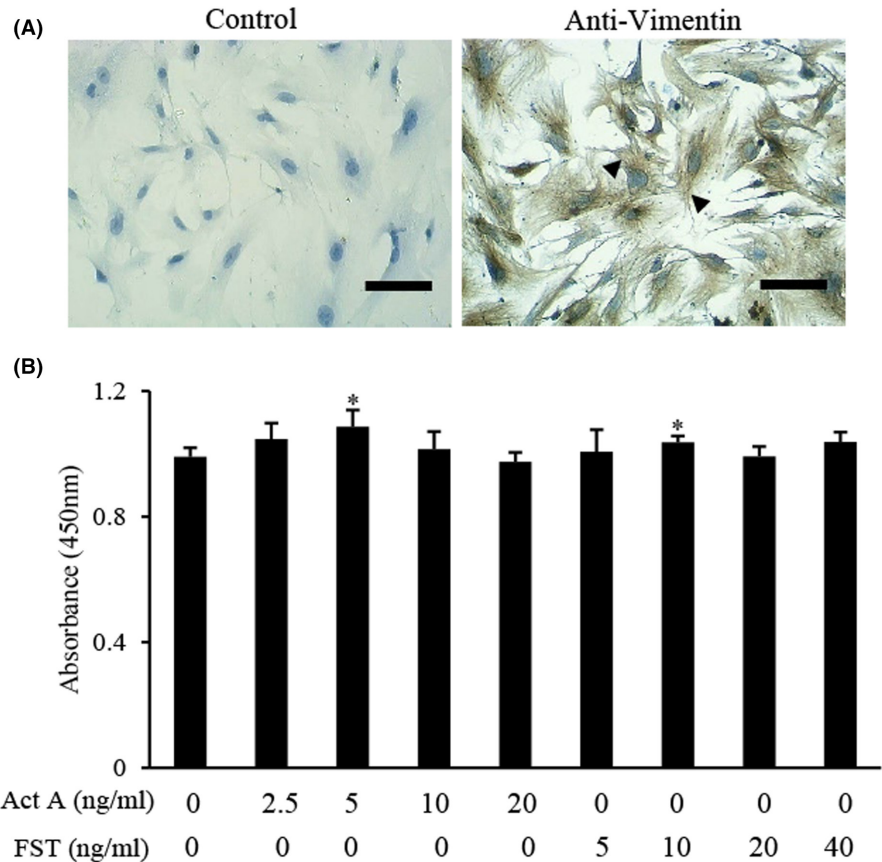 (A)
Control
Anti-Vimentin
(B)
1.2
0.8
0.4
0
Absorbance (450nm)
*
*
Act A (ng/ml) 0 2.5 5 10 20 0 0 0 0
FST (ng/ml) 0 0 0 0 0 5 10 20 40